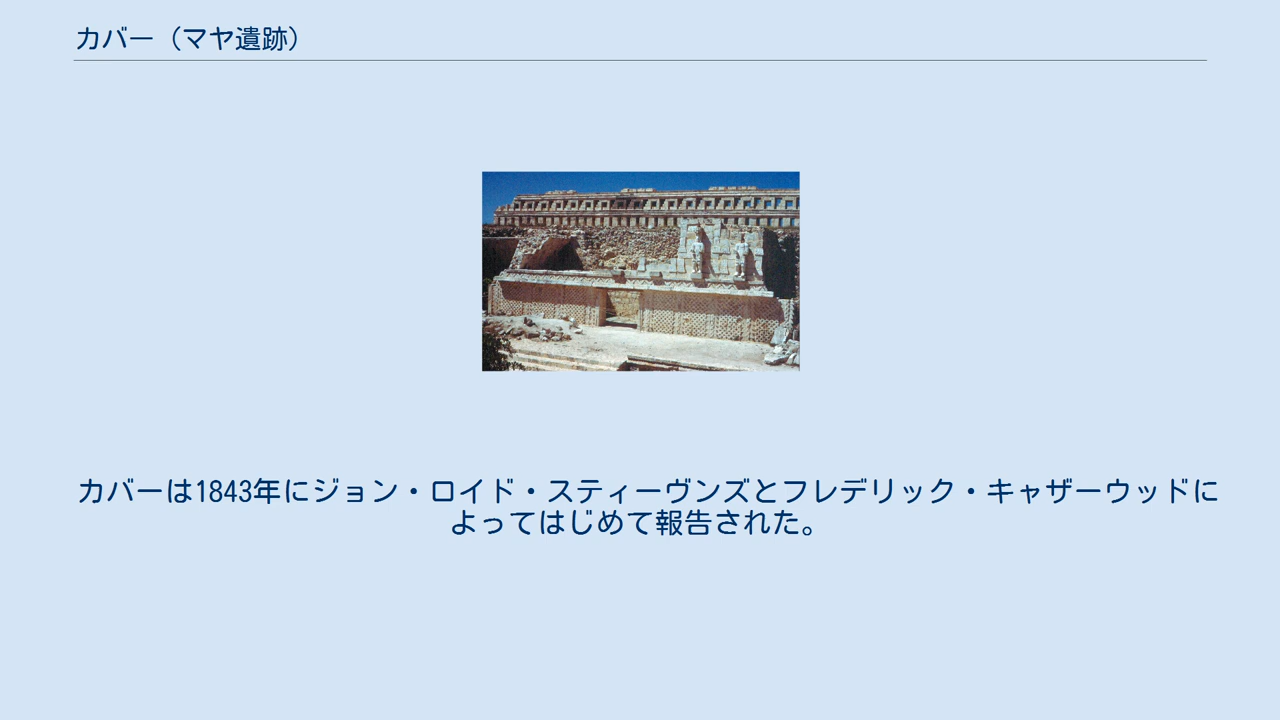 カバー（マヤ遺跡）
カバーは1843年にジョン・ロイド・スティーヴンズとフレデリック・キャザーウッドに
よってはじめて報告された。